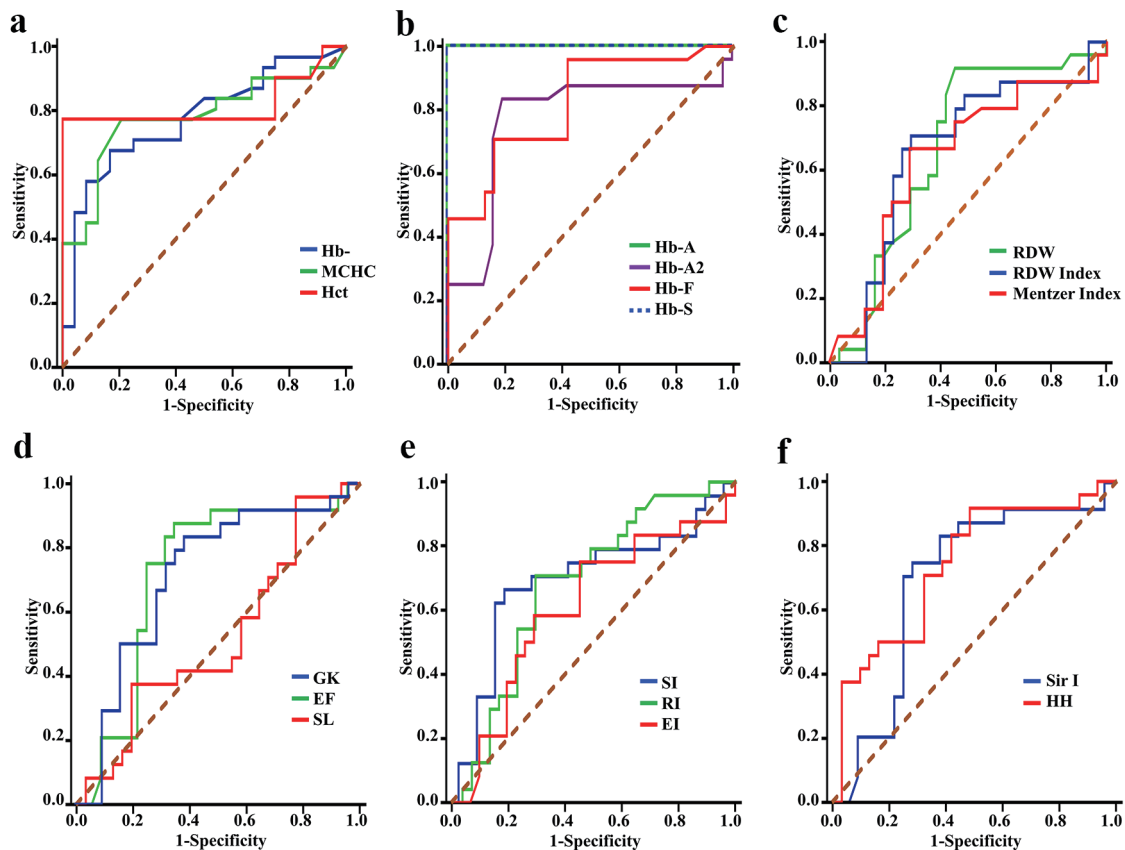 a
1.0
0.8
0.6
0.4
0.2
0.0
Sensitivity
Hb-
MCHC
Hct
0.0 0.2 0.4 0.6 0.8 1.0
1-Specificity
b
1.0
0.8
0.6
0.4
0.2
0.0
Sensitivity
Hb-A
Hb-A2
Hb-F
Hb-S
0.0 0.2 0.4 0.6 0.8 1.0
1-Specificity
c
1.0
0.8
0.6
0.4
0.2
0.0
Sensitivity
RDW
RDW Index
Mentzer Index
0.0 0.2 0.4 0.6 0.8 1.0
1-Specificity
d
1.0
0.8
0.6
0.4
0.2
0.0
Sensitivity
GK
EF
SL
0.0 0.2 0.4 0.6 0.8 1.0
1-Specificity
e
1.0
0.8
0.6
0.4
0.2
0.0
Sensitivity
SI
RI
EI
0.0 0.2 0.4 0.6 0.8 1.0
1-Specificity
f
1.0
0.8
0.6
0.4
0.2
0.0
Sensitivity
Sir I
HH
0.0 0.2 0.4 0.6 0.8 1.0
1-Specificity